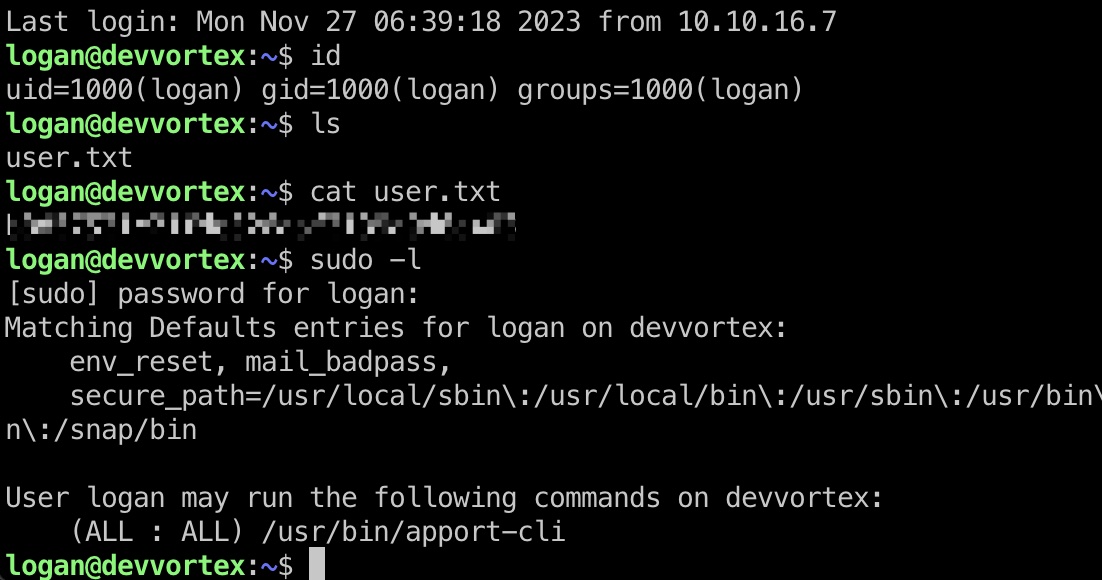 Last login: Mon Nov 27 06:39:18 2023 from 10.10.16.7
logan@devvortex:~$ id
uid=1000(logan) gid=1000(logan) groups=1000(logan)
logan@devvortex:~$ ls
user.txt
logan@devvortex:~$ cat user.txt
logan@devvortex:~$ sudo -l
[sudo] password for logan:
Matching Defaults entries for logan on devvortex:
    env_reset, mail_badpass,
    secure_path=/usr/local/sbin\:/usr/local/bin\:/usr/sbin\:/usr/bin\
n\:/snap/bin

User logan may run the following commands on devvortex:
    (ALL : ALL) /usr/bin/apport-cli
logan@devvortex:~$